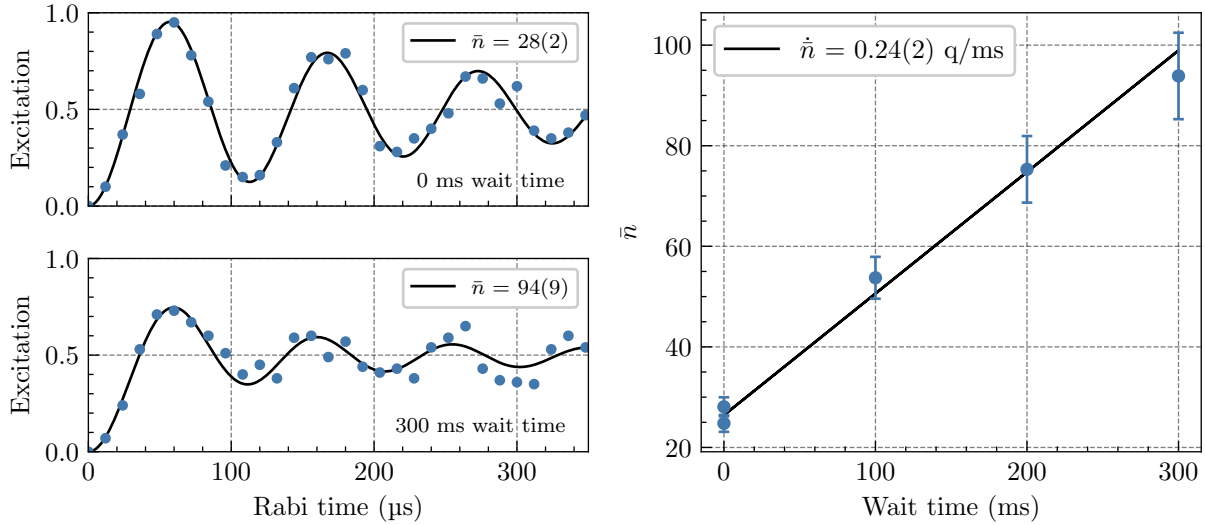 1.0
0.5
0.0
Excitation
n̄ = 28(2)
0 ms wait time
1.0
0.5
0.0
Excitation
n̄ = 94(9)
300 ms wait time
0 100 200 300
Rabi time (µs)
100
80
60
40
20
n̄
n̄̇ = 0.24(2) q/ms
0 100 200 300
Wait time (ms)